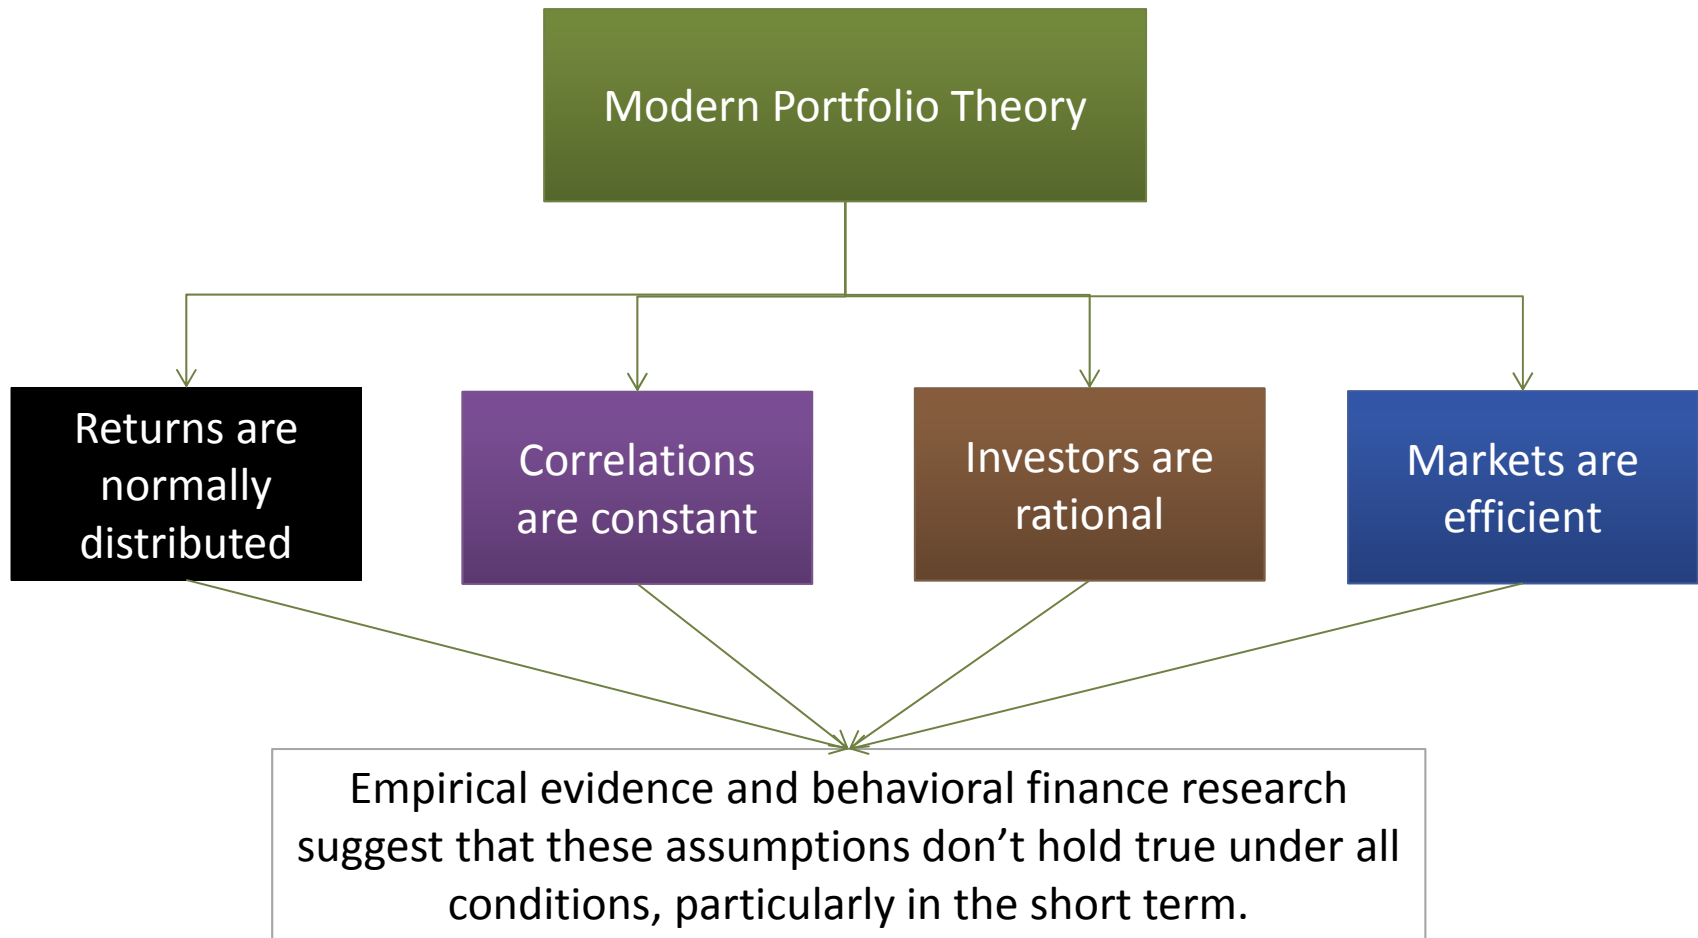 Modern Portfolio Theory
Returns are
normally
distributed
Correlations
are constant
Investors are
rational
Markets are
efficient
Empirical evidence and behavioral finance research
suggest that these assumptions don’t hold true under all
conditions, particularly in the short term.